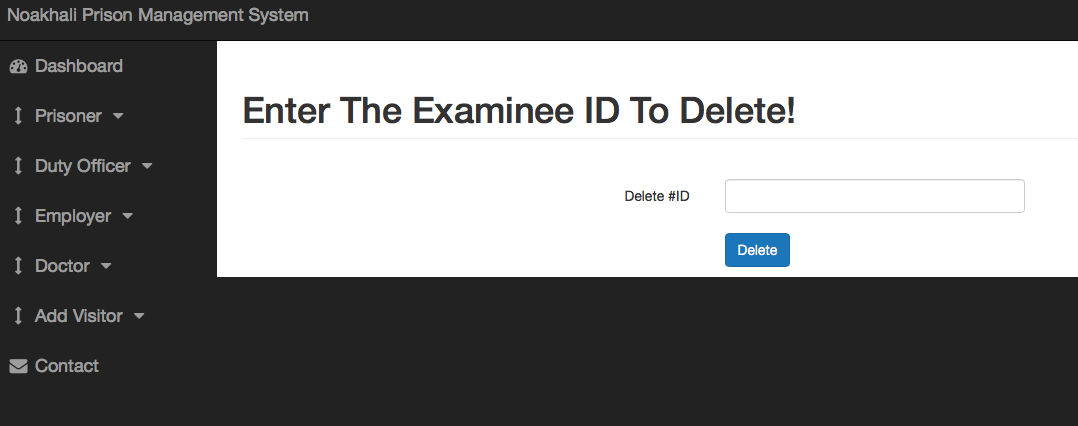 Noakhali Prison Management System
Dashboard
Prisoner
Duty Officer
Employer
Doctor
Add Visitor
Contact
Enter The Examinee ID To Delete!
Delete #ID
Delete